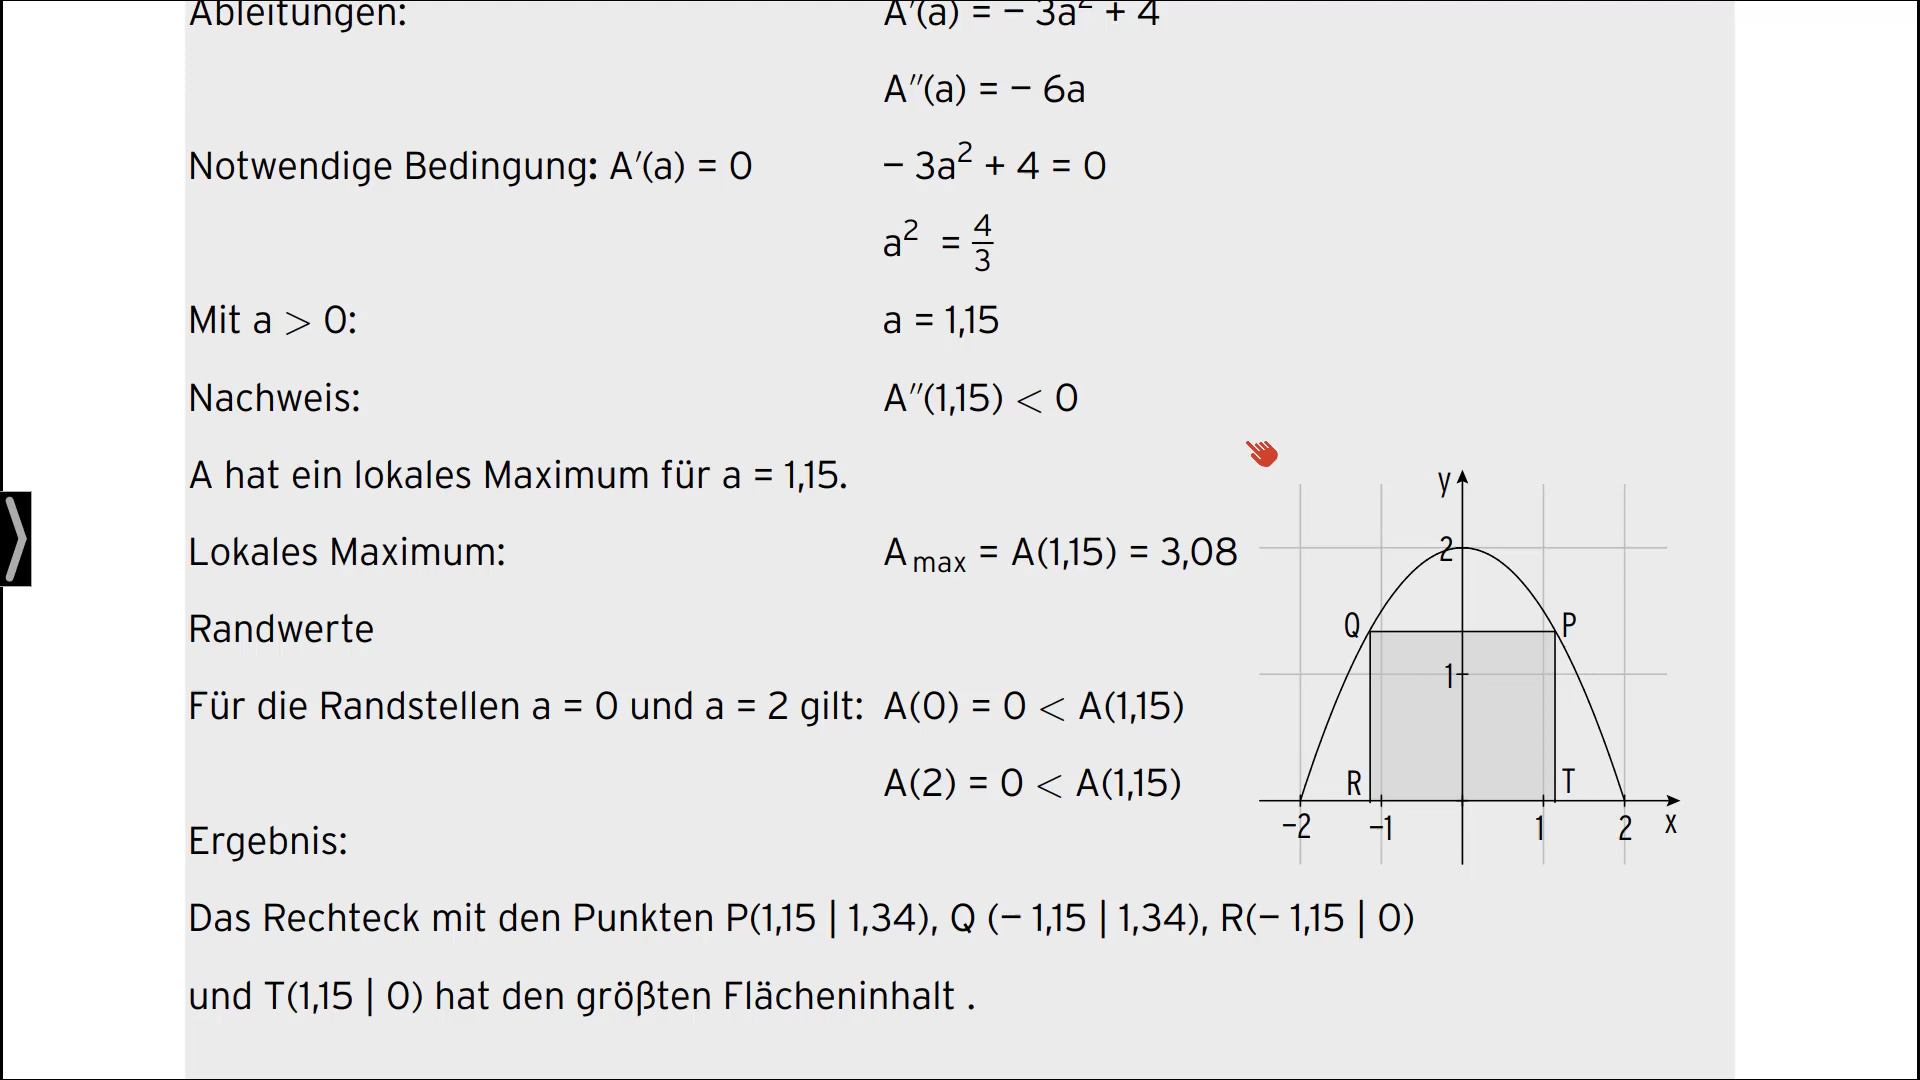 Ableitungen: A′(a) = − 3a² + 4
A″(a) = − 6a
Notwendige Bedingung: A′(a) = 0 − 3a² + 4 = 0
a² = 4/3
Mit a > 0: a = 1,15
Nachweis: A″(1,15) < 0
A hat ein lokales Maximum für a = 1,15.
Lokales Maximum: A max = A(1,15) = 3,08
Randwerte
Für die Randstellen a = 0 und a = 2 gilt: A(0) = 0 < A(1,15)
A(2) = 0 < A(1,15)
Ergebnis:
Das Rechteck mit den Punkten P(1,15 | 1,34), Q (− 1,15 | 1,34), R(− 1,15 | 0)
und T(1,15 | 0) hat den größten Flächeninhalt .
y
2
Q P
1
R T
−2 −1 1 2 x